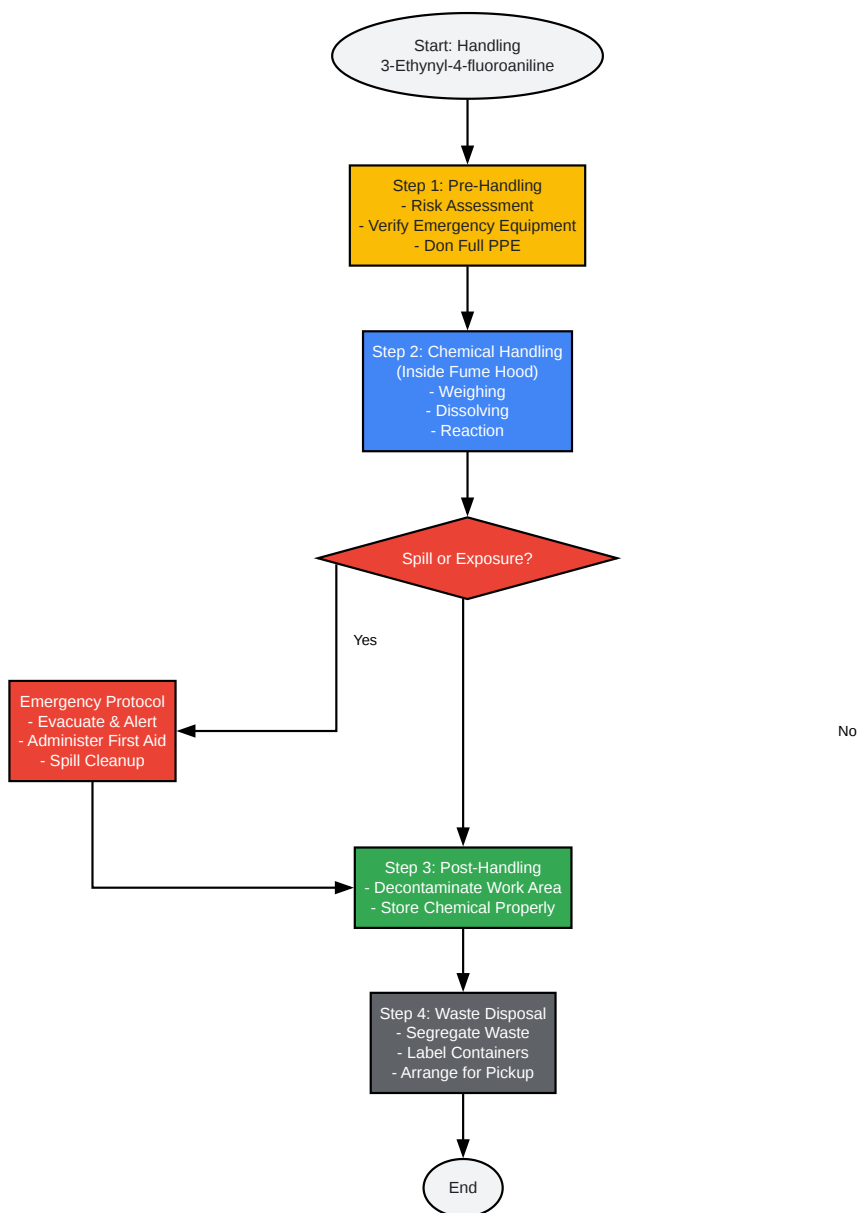 Start: Handling
3-Ethynyl-4-fluoroaniline
Step 1: Pre-Handling
- Risk Assessment
- Verify Emergency Equipment
- Don Full PPE
Step 2: Chemical Handling
(Inside Fume Hood)
- Weighing
- Dissolving
- Reaction
Spill or Exposure?
Yes
Emergency Protocol
- Evacuate & Alert
- Administer First Aid
- Spill Cleanup
No
Step 3: Post-Handling
- Decontaminate Work Area
- Store Chemical Properly
Step 4: Waste Disposal
- Segregate Waste
- Label Containers
- Arrange for Pickup
End